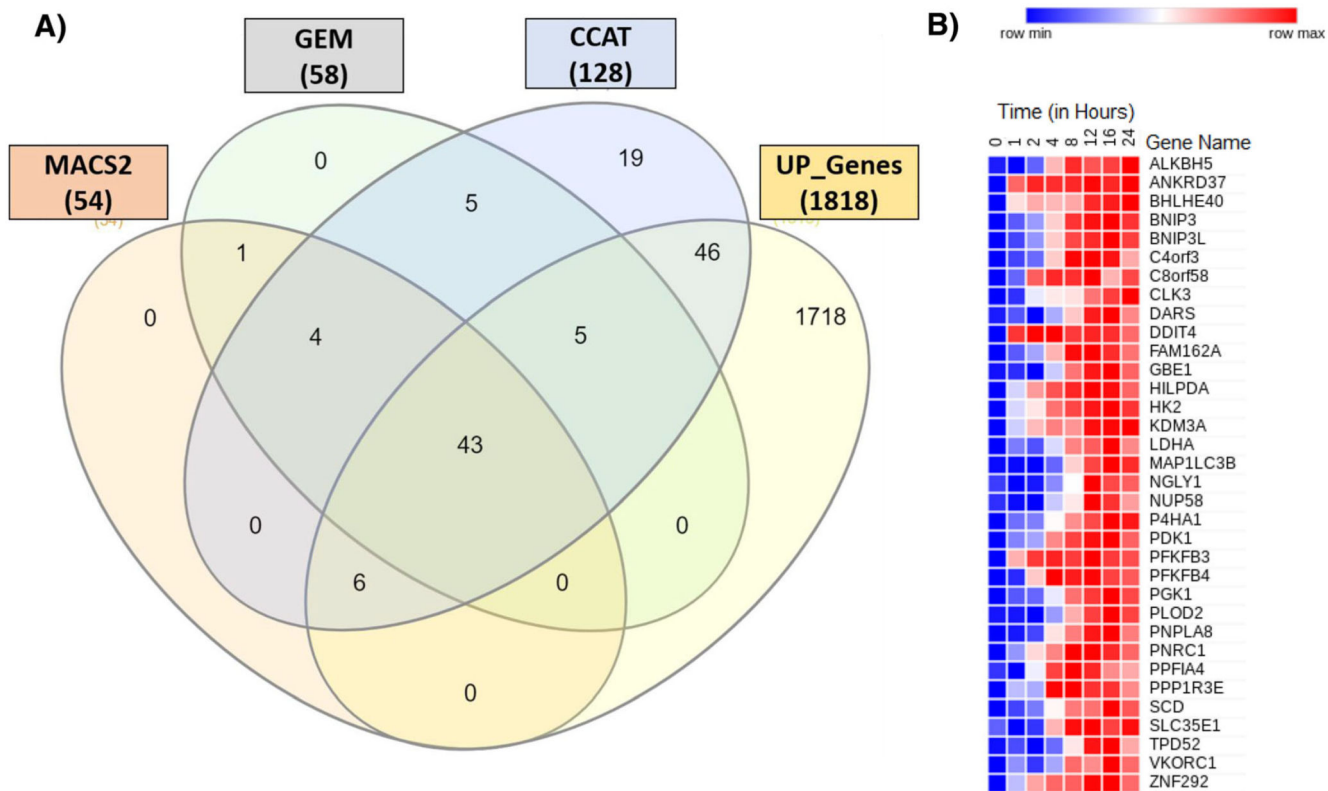 A)
GEM
(58)
CCAT
(128)
MACS2
(54)
UP_Genes
(1818)
0
19
5
1
46
0
4
5
1718
43
0
0
6
0
0
B)
row min
row max
Time (in Hours)
0 1 2 4 8 12 16 24
Gene Name
ALKBH5
ANKRD37
BHLHE40
BNIP3
BNIP3L
C4orf3
C8orf58
CLK3
DARS
DDIT4
FAM162A
GBE1
HILPDA
HK2
KDM3A
LDHA
MAP1LC3B
NGLY1
NUP58
P4HA1
PDK1
PFKFB3
PFKFB4
PGK1
PLOD2
PNPLA8
PNRC1
PPFIA4
PPP1R3E
SCD
SLC35E1
TPD52
VKORC1
ZNF292